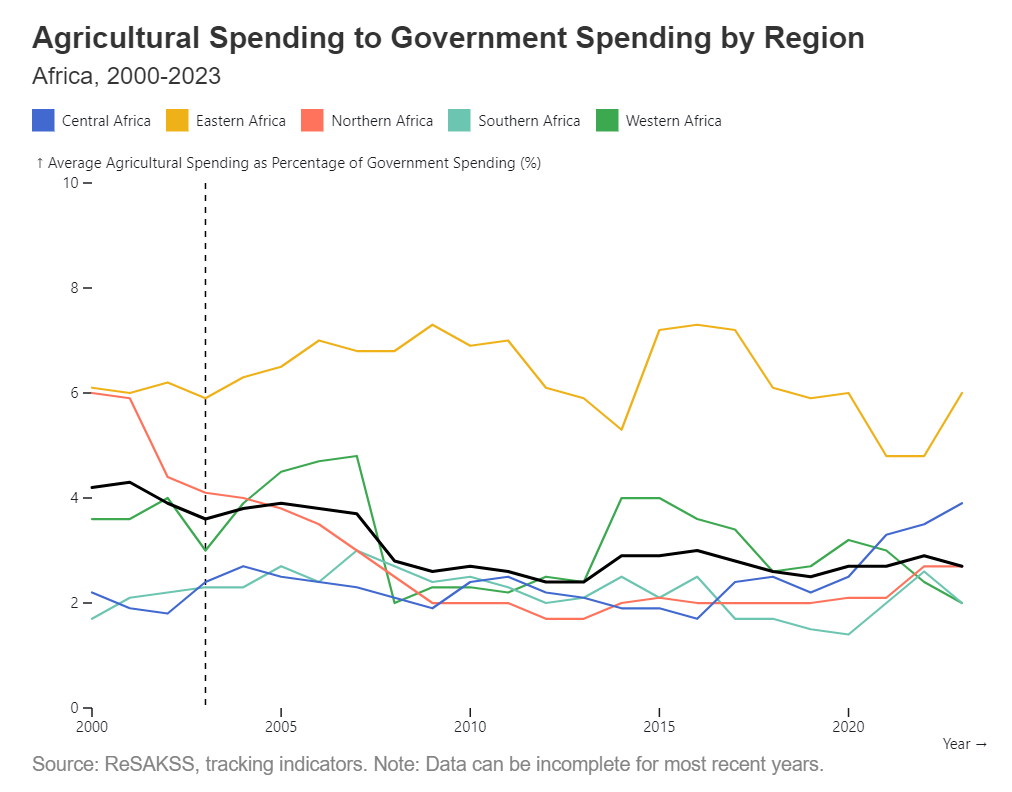 Agricultural Spending to Government Spending by Region
Africa, 2000-2023
Central Africa Eastern Africa Northern Africa Southern Africa Western Africa
↑ Average Agricultural Spending as Percentage of Government Spending (%)
10
8
6
4
2
0
2000 2005 2010 2015 2020
Year →
Source: ReSAKSS, tracking indicators. Note: Data can be incomplete for most recent years.